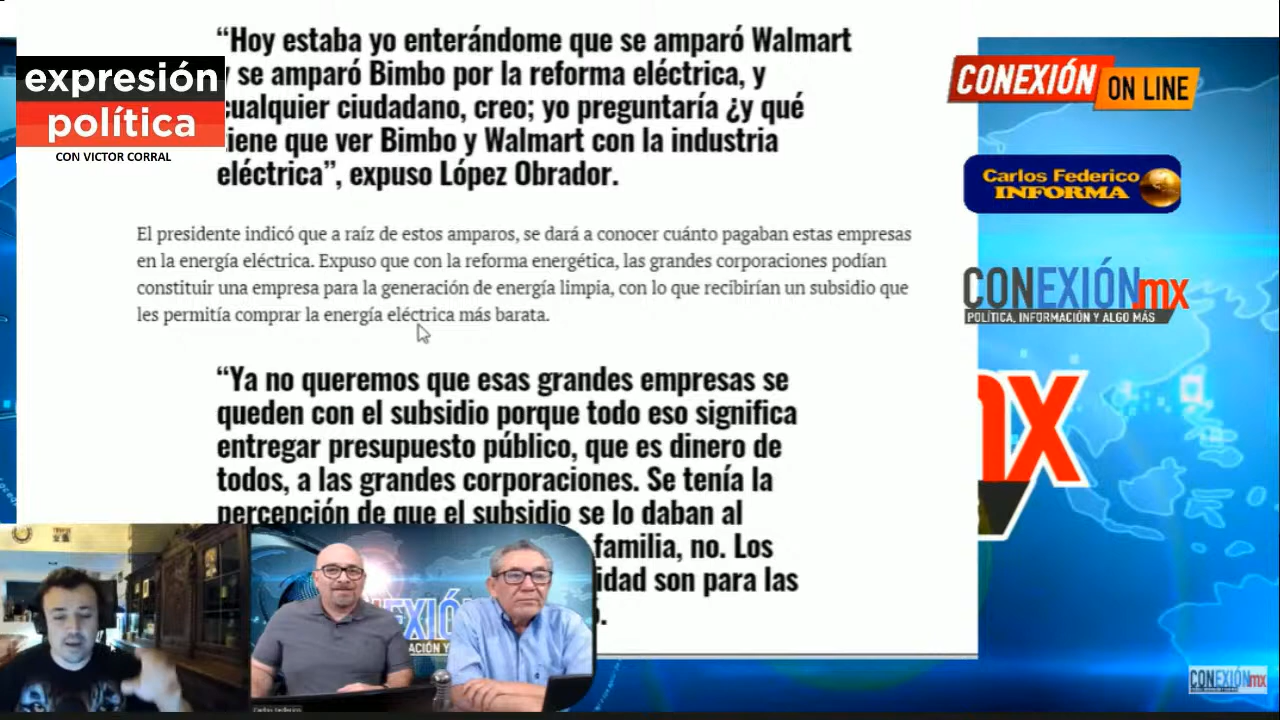 “Hoy estaba yo enterándome que se amparó Walmart
se amparó Bimbo por la reforma eléctrica, y
cualquier ciudadano, creo; yo preguntaría ¿y qué
tiene que ver Bimbo y Walmart con la industria
eléctrica”, expuso López Obrador.
expresión
política
CON VICTOR CORRAL
CONEXIÓN ON LINE
Carlos Federico
INFORMA
CONEXIÓNmx
POLÍTICA, INFORMACIÓN Y ALGO MÁS
El presidente indicó que a raíz de estos amparos, se dará a conocer cuánto pagaban estas empresas
en la energía eléctrica. Expuso que con la reforma energética, las grandes corporaciones podían
constituir una empresa para la generación de energía limpia, con lo que recibirían un subsidio que
les permitía comprar la energía eléctrica más barata.
“Ya no queremos que esas grandes empresas se
queden con el subsidio porque todo eso significa
entregar presupuesto público, que es dinero de
todos, a las grandes corporaciones. Se tenía la
percepción de que el subsidio se lo daban al
familia, no. Los
idad son para las
mx
NEXIÓ
ACIÓN Y
Carlos Federico
CONEXIÓNmx